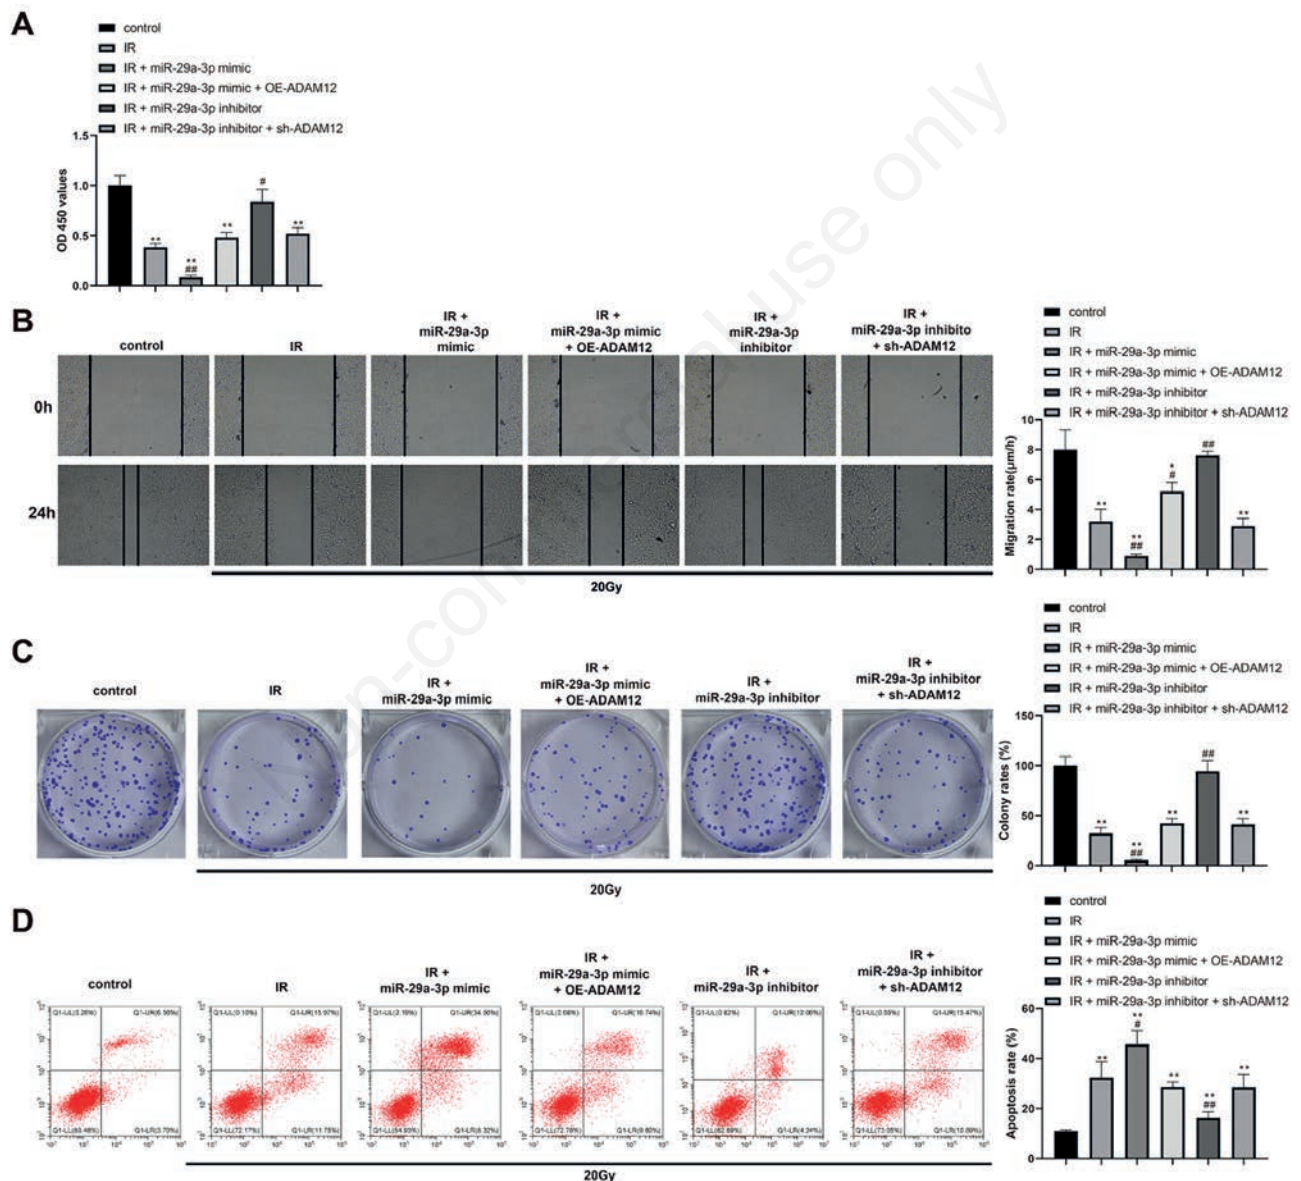 A
control
IR
IR + miR-29a-3p mimic
IR + miR-29a-3p mimic + OE-ADAM12
IR + miR-29a-3p inhibitor
IR + miR-29a-3p inhibitor + sh-ADAM12
OD 450 values
1.5
1.0
0.5
0.0
**
**
##
**
#
**
B
control
IR
IR +
miR-29a-3p
mimic
IR +
miR-29a-3p mimic
+ OE-ADAM12
IR +
miR-29a-3p
inhibitor
IR +
miR-29a-3p inhibito
+ sh-ADAM12
0h
24h
20Gy
control
IR
IR + miR-29a-3p mimic
IR + miR-29a-3p mimic + OE-ADAM12
IR + miR-29a-3p inhibitor
IR + miR-29a-3p inhibitor + sh-ADAM12
Migration rate(μm/h)
10
8
6
4
2
0
**
**
##
*
#
##
**
C
control
IR
IR +
miR-29a-3p mimic
IR +
miR-29a-3p mimic
+ OE-ADAM12
IR +
miR-29a-3p inhibitor
IR +
miR-29a-3p inhibitor
+ sh-ADAM12
20Gy
control
IR
IR + miR-29a-3p mimic
IR + miR-29a-3p mimic + OE-ADAM12
IR + miR-29a-3p inhibitor
IR + miR-29a-3p inhibitor + sh-ADAM12
Colony rates (%)
150
100
50
0
**
**
##
**
##
**
D
control
IR
IR +
miR-29a-3p mimic
IR +
miR-29a-3p mimic
+ OE-ADAM12
IR +
miR-29a-3p inhibitor
IR +
miR-29a-3p inhibitor
+ sh-ADAM12
20Gy
control
IR
IR + miR-29a-3p mimic
IR + miR-29a-3p mimic + OE-ADAM12
IR + miR-29a-3p inhibitor
IR + miR-29a-3p inhibitor + sh-ADAM12
Apoptosis rate (%)
60
40
20
0
**
**
#
**
**
##
**
use only